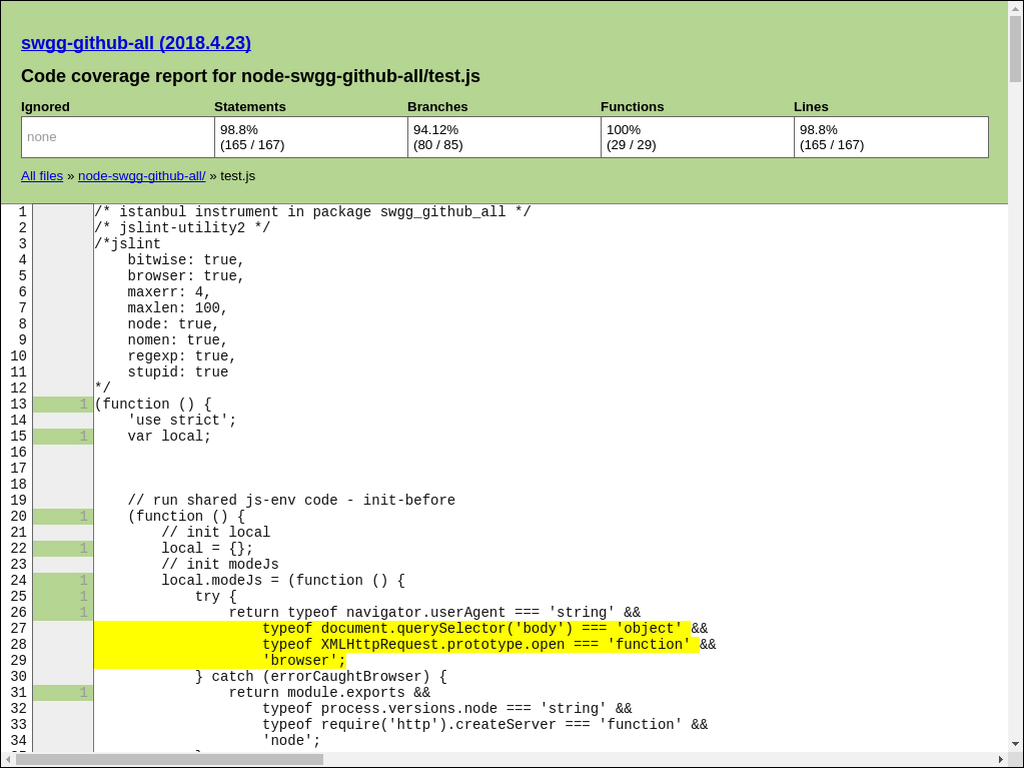 swgg-github-all (2018.4.23)
Code coverage report for node-swgg-github-all/test.js
Ignored Statements Branches Functions Lines
none 98.8% 94.12% 100% 98.8%
(165 / 167) (80 / 85) (29 / 29) (165 / 167)
All files » node-swgg-github-all/ » test.js
1 /* istanbul instrument in package swgg_github_all */
2 /* jslint-utility2 */
3 /*jslint
4     bitwise: true,
5     browser: true,
6     maxerr: 4,
7     maxlen: 100,
8     node: true,
9     nomen: true,
10     regexp: true,
11     stupid: true
12 */
13 1 (function () {
14     'use strict';
15 1     var local;
16
17
18
19     // run shared js-env code - init-before
20 1     (function () {
21         // init local
22 1         local = {};
23         // init modeJs
24 1         local.modeJs = (function () {
25 1             try {
26 1                 return typeof navigator.userAgent === 'string' &&
27                     typeof document.querySelector('body') === 'object' &&
28                     typeof XMLHttpRequest.prototype.open === 'function' &&
29                     'browser';
30             } catch (errorCaughtBrowser) {
31 1                 return module.exports &&
32                     typeof process.versions.node === 'string' &&
33                     typeof require('http').createServer === 'function' &&
34                     'node';